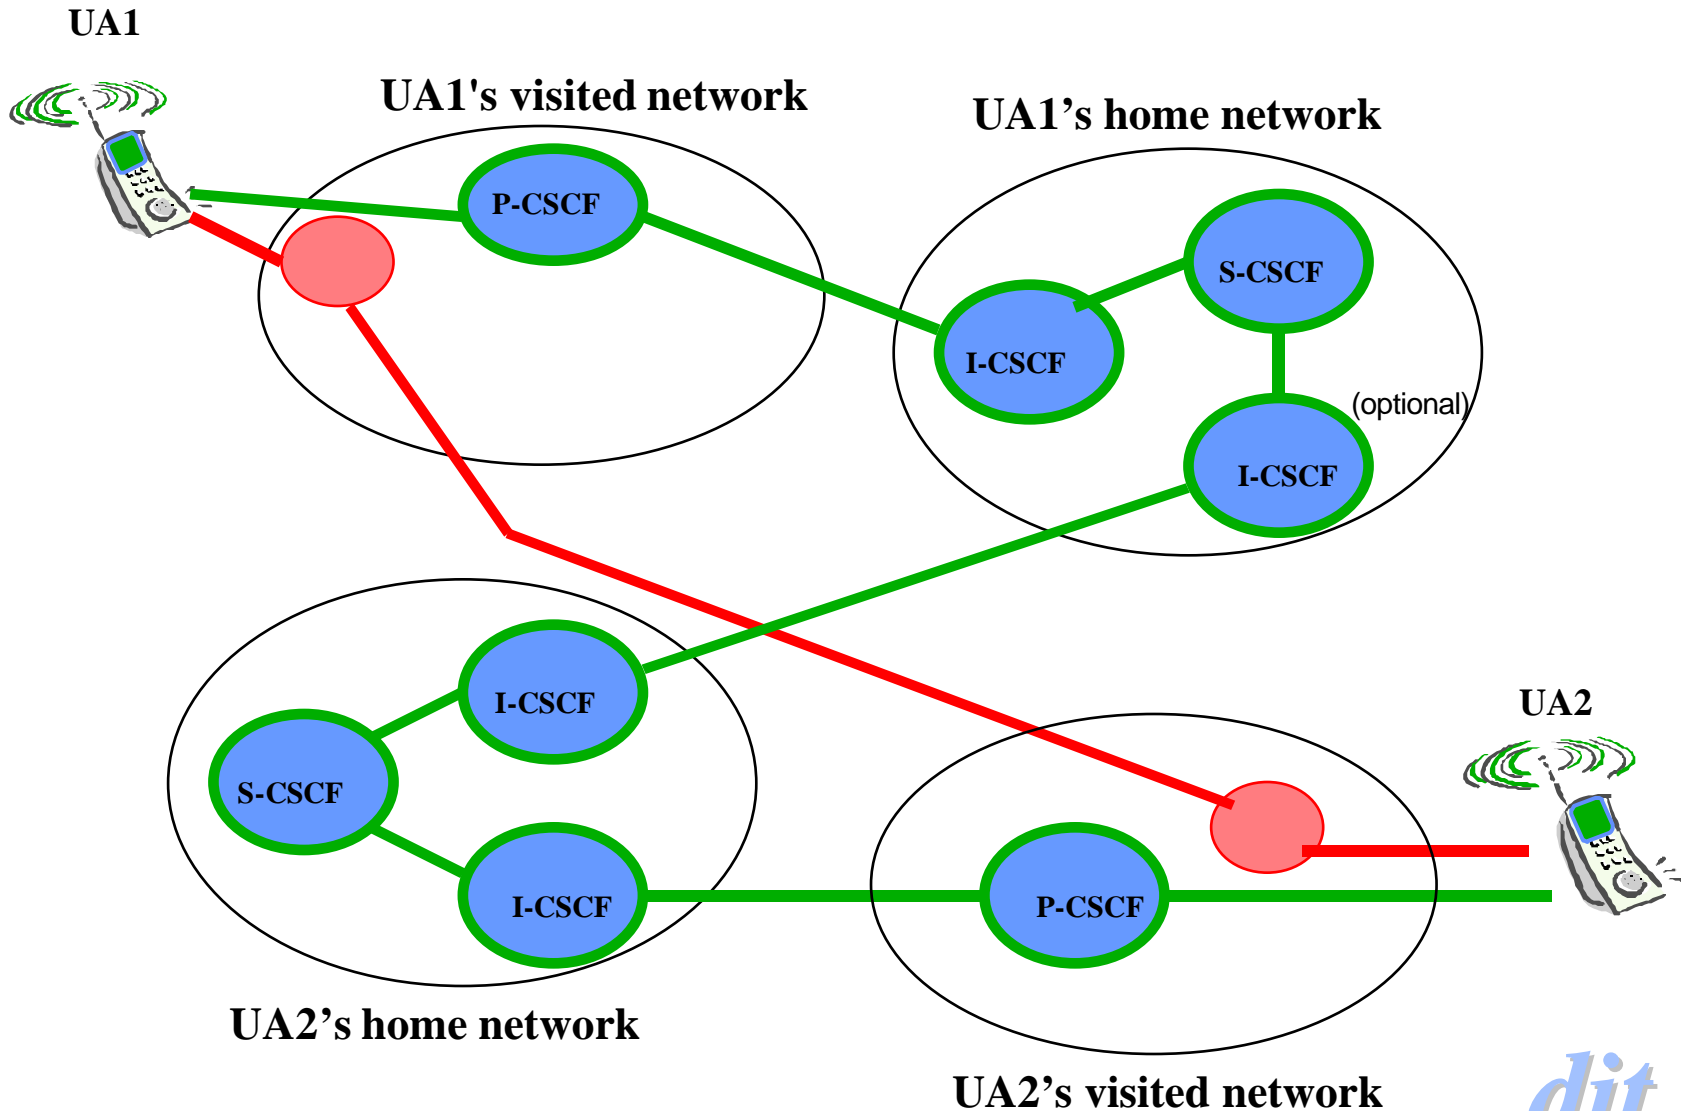 UA1
UA1's visited network
UA1’s home network
P-CSCF
S-CSCF
I-CSCF
(optional)
I-CSCF
I-CSCF
UA2
S-CSCF
I-CSCF
P-CSCF
UA2’s home network
UA2’s visited network
dit